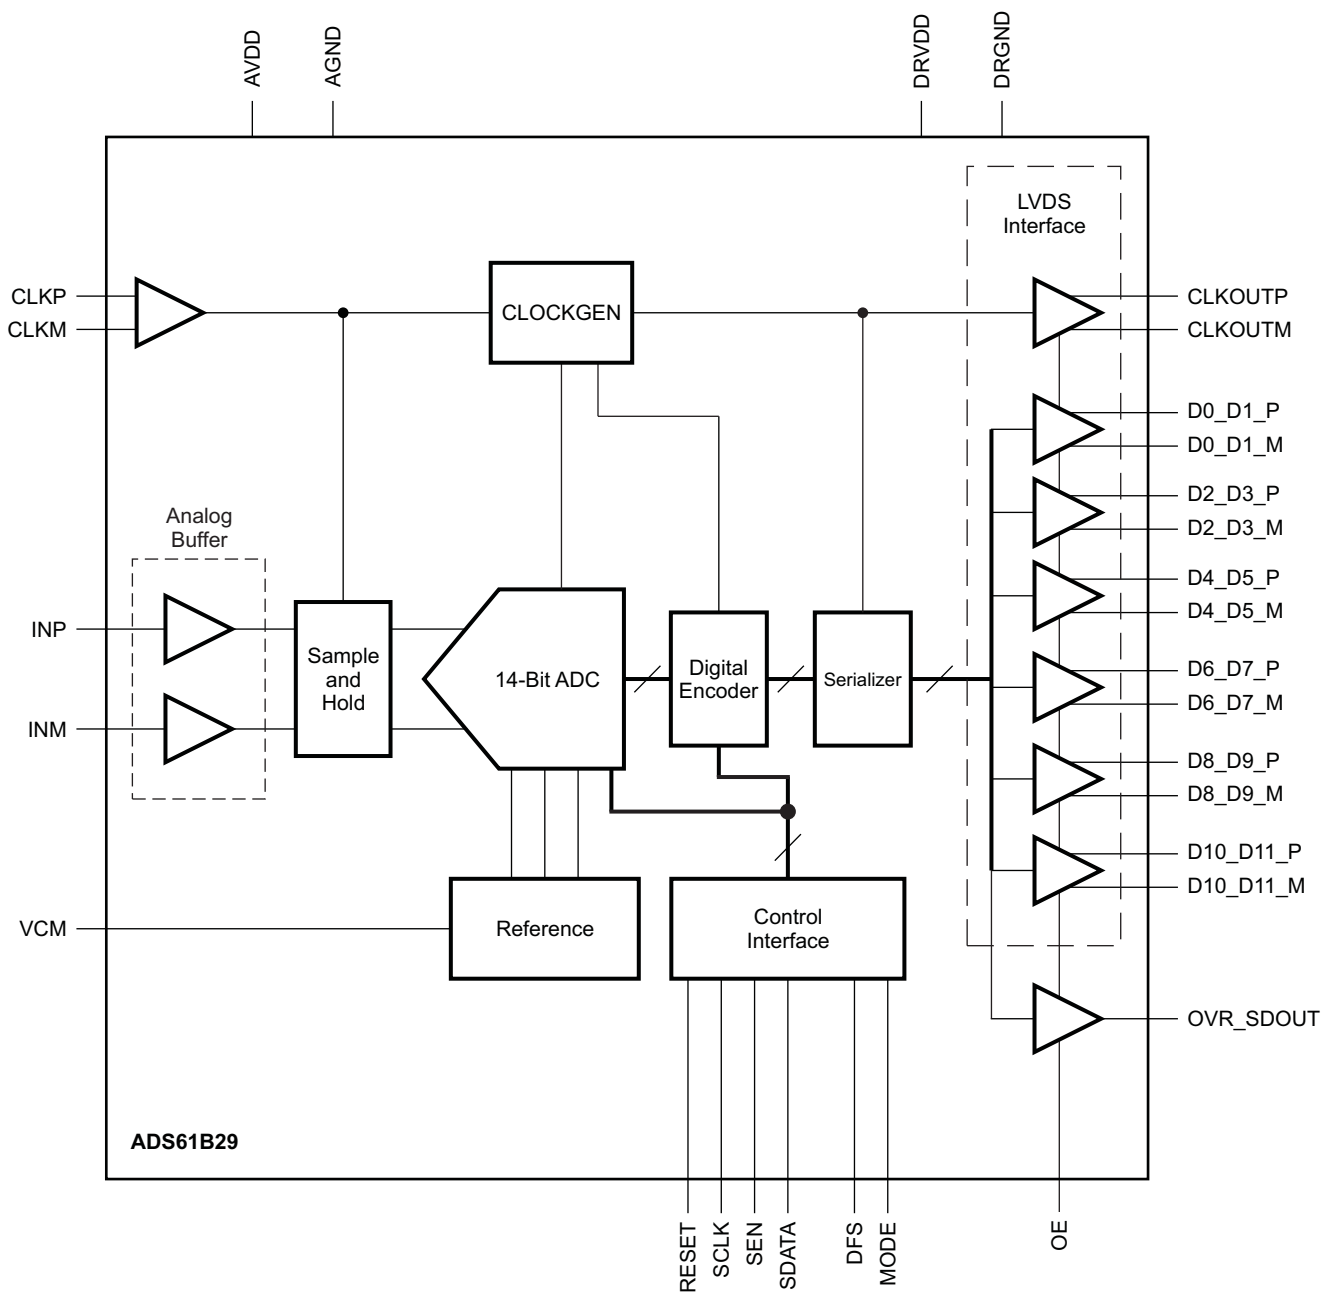 AVDD
AGND
DRVDD
DRGND
LVDS
Interface
CLKP
CLKM
CLOCKGEN
CLKOUTP
CLKOUTM
D0_D1_P
D0_D1_M
D2_D3_P
D2_D3_M
Analog
Buffer
D4_D5_P
D4_D5_M
INP
INM
Sample
and
Hold
14-Bit ADC
Digital
Encoder
Serializer
D6_D7_P
D6_D7_M
D8_D9_P
D8_D9_M
D10_D11_P
D10_D11_M
VCM
Reference
Control
Interface
OVR_SDOUT
ADS61B29
RESET
SCLK
SEN
SDATA
DFS
MODE
OE